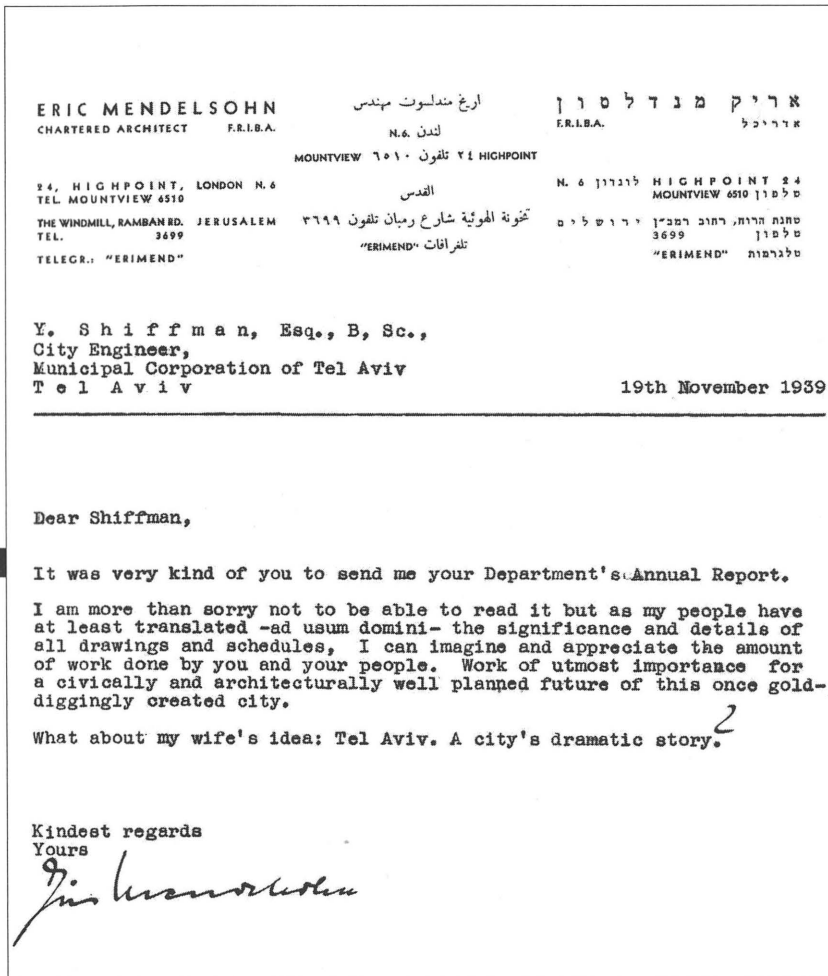 ERIC MENDELSOHN
CHARTERED ARCHITECT F.R.I.B.A.
24, HIGHPOINT, LONDON N.6
TEL. MOUNTVIEW 6510
THE WINDMILL, RAMBAN RD. JERUSALEM
TEL. 3699
TELEGR.: "ERIMEND"
اريخ مندلسون مهندس
لندن N.6.
MOUNTVIEW ٦٥١٠ تلفون ٢٤ HIGHPOINT
القدس
شارع رمبان تلفون ٣٦٩٩
تلغرافات "ERIMEND"
אריק מנדלסון
אדריכל F.R.I.B.A.
HIGHPOINT 24 לונדון N. 6
טלפון MOUNTVIEW 6510
טחנת הרוח, רחוב רמב"ן ירושלים
טלפון 3699
טלגרמות "ERIMEND"
Y. Shiffman, Esq., B, Sc.,
City Engineer,
Municipal Corporation of Tel Aviv
Tel Aviv
19th November 1939
Dear Shiffman,
It was very kind of you to send me your Department's Annual Report.
I am more than sorry not to be able to read it but as my people have
at least translated -ad usum domini- the significance and details of
all drawings and schedules, I can imagine and appreciate the amount
of work done by you and your people. Work of utmost importance for
a civically and architecturally well planned future of this once gold-
diggingly created city.
What about my wife's idea: Tel Aviv. A city's dramatic story.?
Kindest regards
Yours